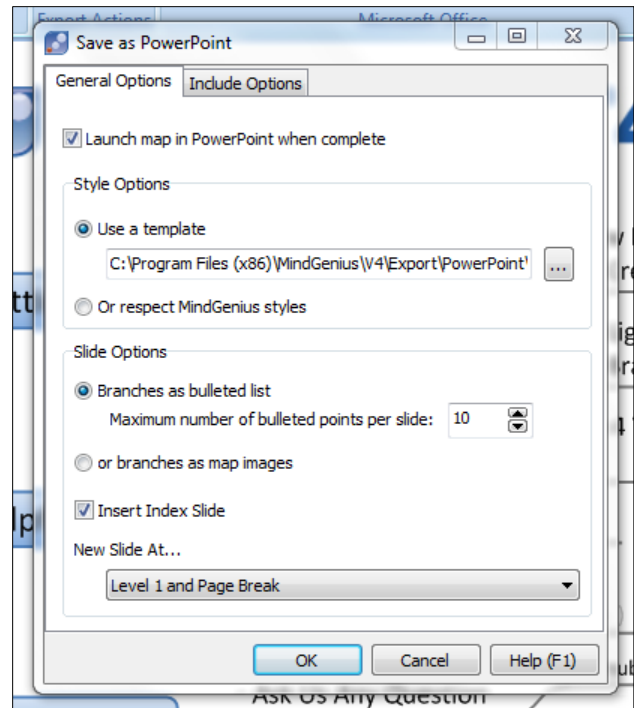 Export Actions Microsoft Office
Save as PowerPoint
General Options Include Options
Launch map in PowerPoint when complete
Style Options
Use a template
C:\Program Files (x86)\MindGenius\V4\Export\PowerPoint\
...
Or respect MindGenius styles
Slide Options
Branches as bulleted list
Maximum number of bulleted points per slide: 10
or branches as map images
Insert Index Slide
New Slide At...
Level 1 and Page Break
OK Cancel Help (F1)
Ask Us Any Question